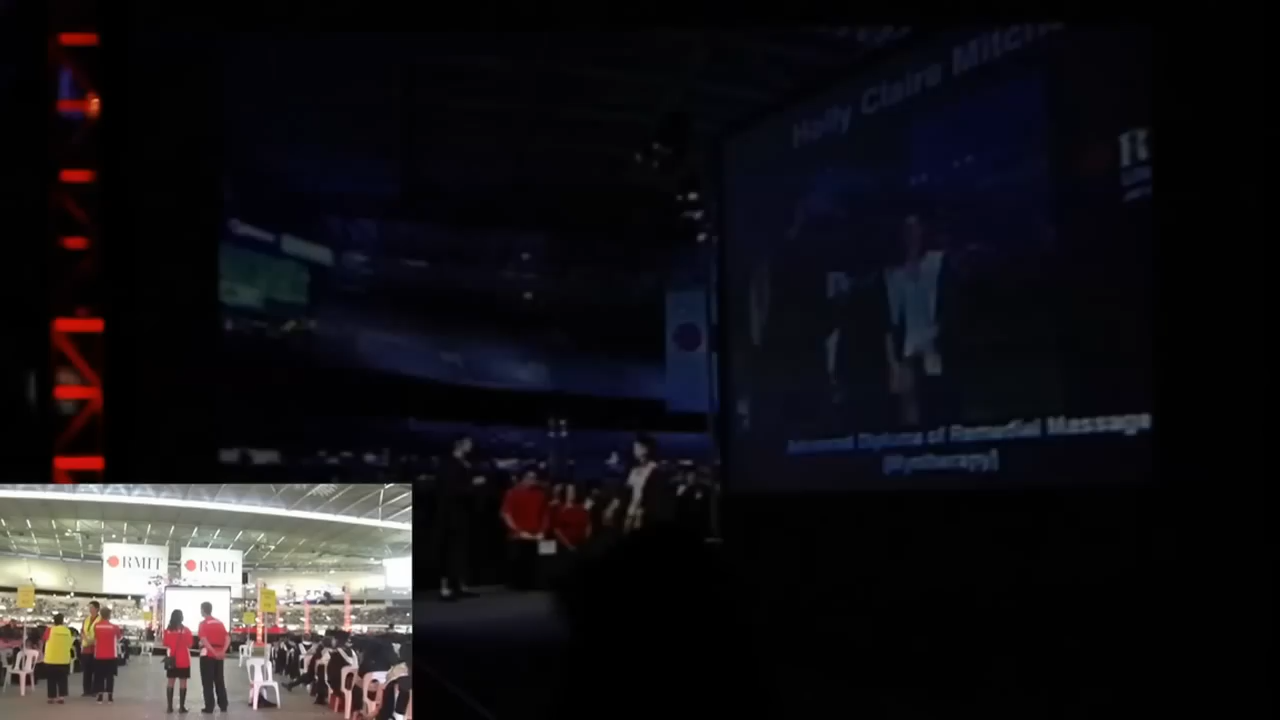 Holly Claire Mitch
R
Advanced Diploma of Remedial Massage
(Myotherapy)
RMIT
RMIT